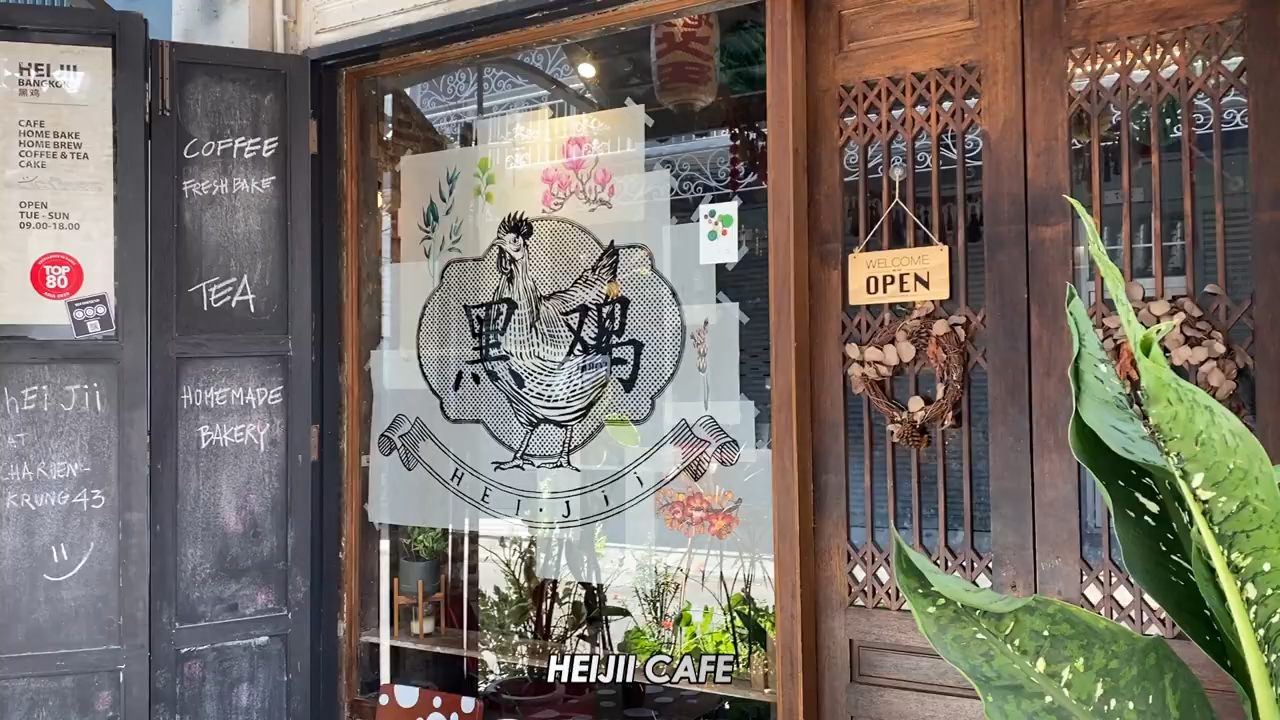 HEI JII
BANGKOK
黑鸡
CAFE
HOME BAKE
HOME BREW
COFFEE & TEA
CAKE
OPEN
TUE - SUN
09.00-18.00
TOP
80
hEi Jii
AT
CHAROEN-
KRUNG 43
COFFEE
FRESH BAKE
TEA
HOMEMADE
BAKERY
黑鸡
HEI·Jii
WELCOME
OPEN
HEIJII CAFE